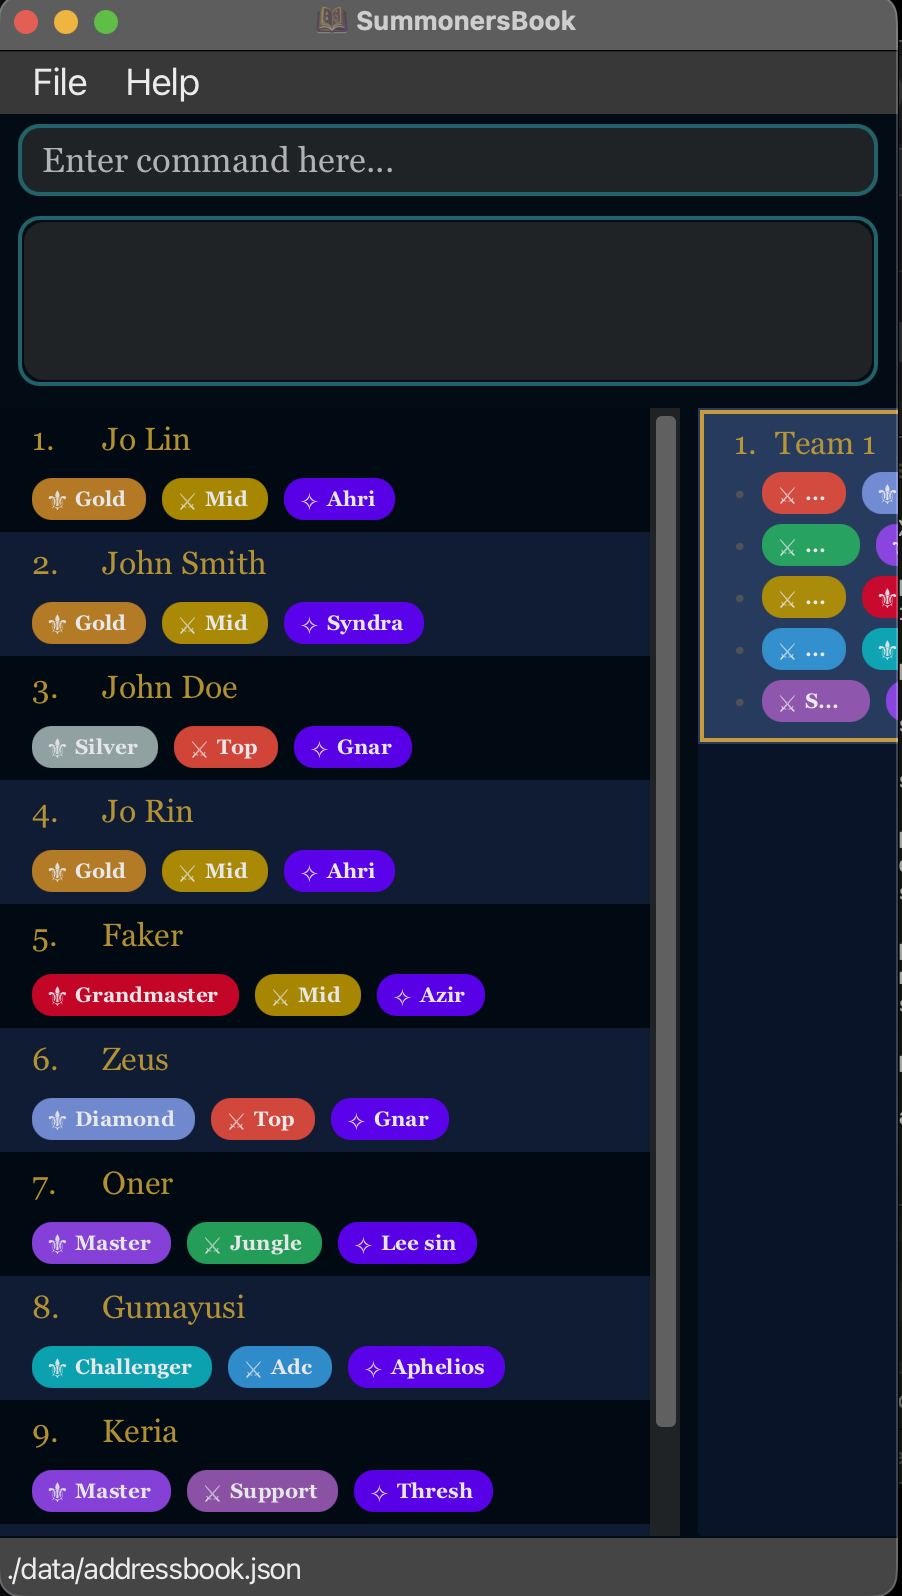 SummonersBook
File Help
Enter command here...
1. Jo Lin
Gold Mid Ahri
2. John Smith
Gold Mid Syndra
3. John Doe
Silver Top Gnar
4. Jo Rin
Gold Mid Ahri
5. Faker
Grandmaster Mid Azir
6. Zeus
Diamond Top Gnar
7. Oner
Master Jungle Lee sin
8. Gumayusi
Challenger Adc Aphelios
9. Keria
Master Support Thresh
1. Team 1
...
...
...
...
S...
./data/addressbook.json